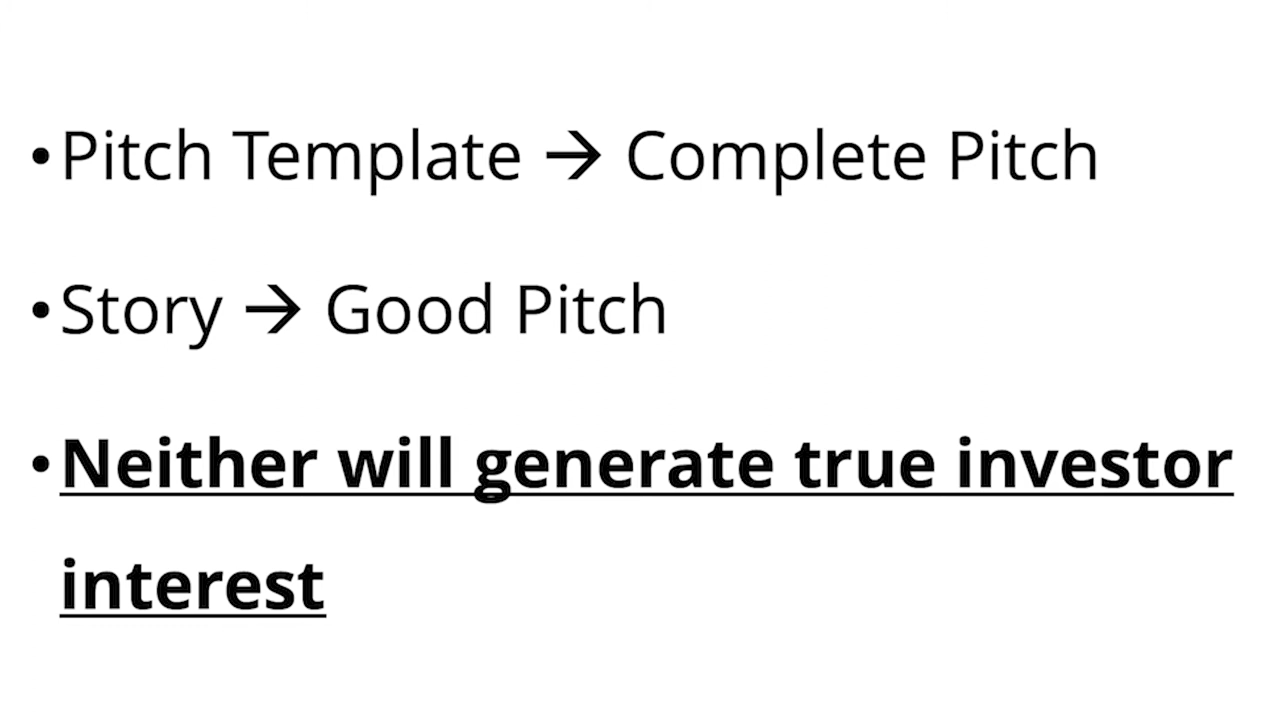 • Pitch Template → Complete Pitch
• Story → Good Pitch
• Neither will generate true investor
interest